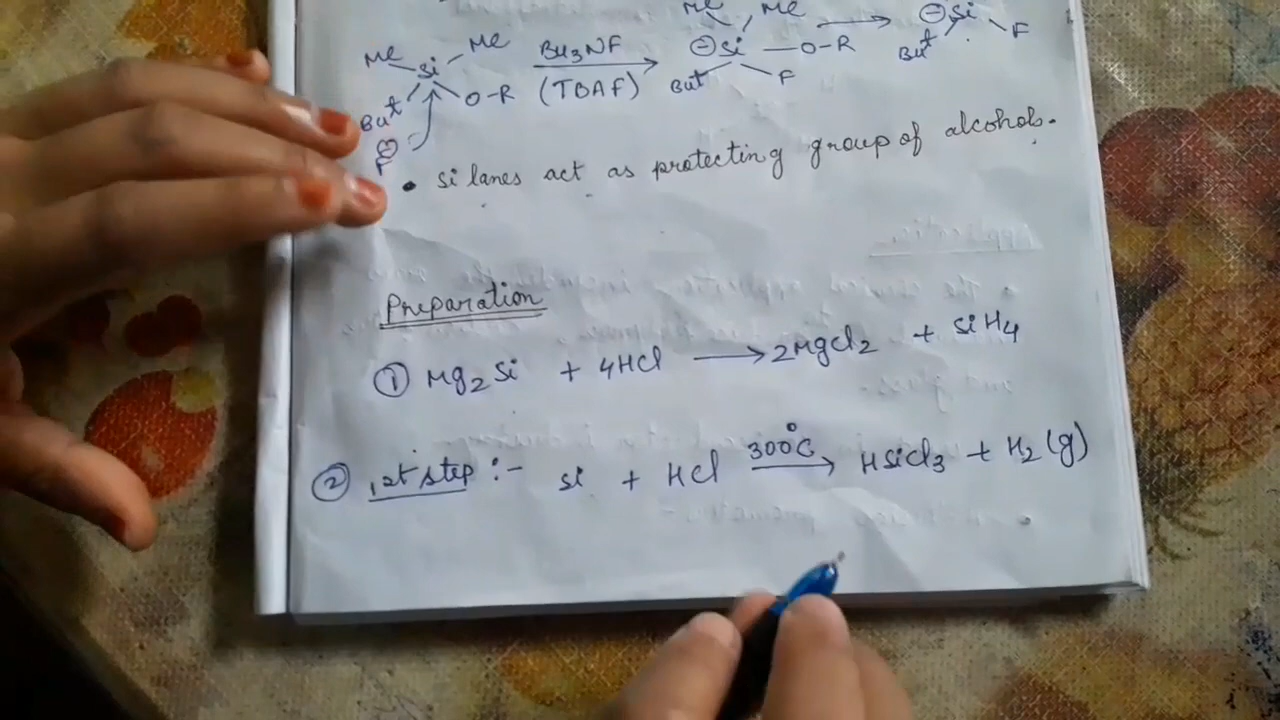 Me Me ⊖Si F
Me Me Bu3NF ⊖Si —O-R Buᵗ
Si O-R (TBAF) → Buᵗ F
Buᵗ
⊖
F
• silanes act as protecting group of alcohols.
Preparation
① Mg2Si + 4HCl → 2MgCl2 + SiH4
② 1st step :- Si + HCl 300°C → HSiCl3 + H2(g)